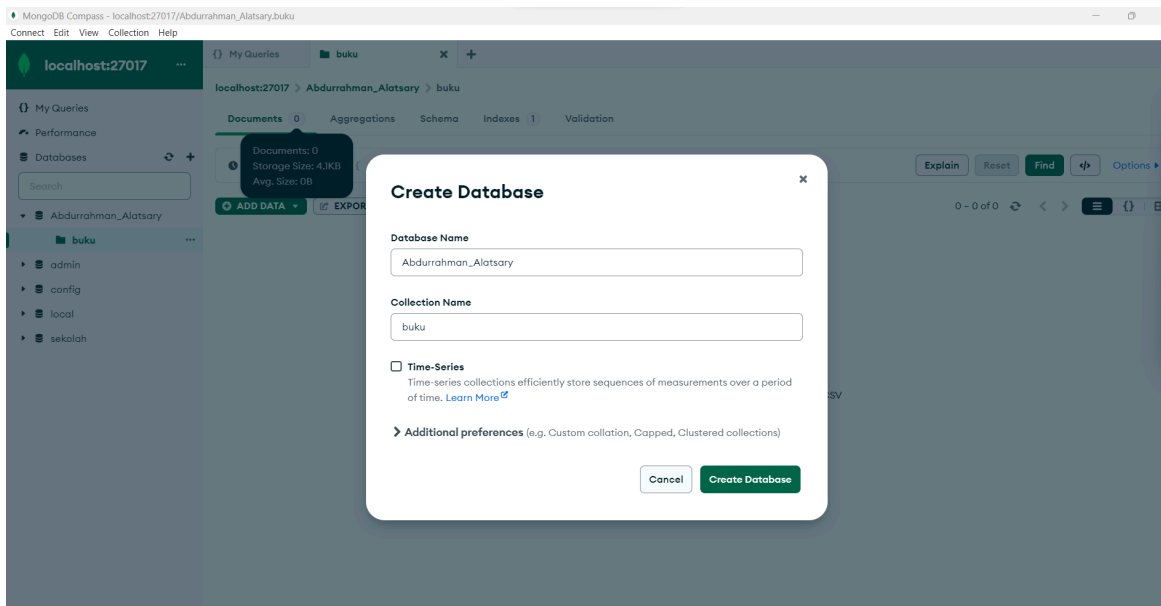 MongoDB Compass - localhost:27017/Abdurrahman_Alatsary.buku
Connect Edit View Collection Help
localhost:27017 ...
{} My Queries
Performance
Databases
Search
Abdurrahman_Alatsary
buku ...
admin
config
local
sekolah
{} My Queries
buku
localhost:27017 > Abdurrahman_Alatsary > buku
Documents 0 Aggregations Schema Indexes 1 Validation
Documents: 0
Storage Size: 4.1KB
Avg. Size: 0B
Explain Reset Find </> Options
ADD DATA EXPOR
0 – 0 of 0
{}
Create Database
Database Name
Abdurrahman_Alatsary
Collection Name
buku
Time-Series
Time-series collections efficiently store sequences of measurements over a period
of time. Learn More
Additional preferences (e.g. Custom collation, Capped, Clustered collections)
Cancel Create Database